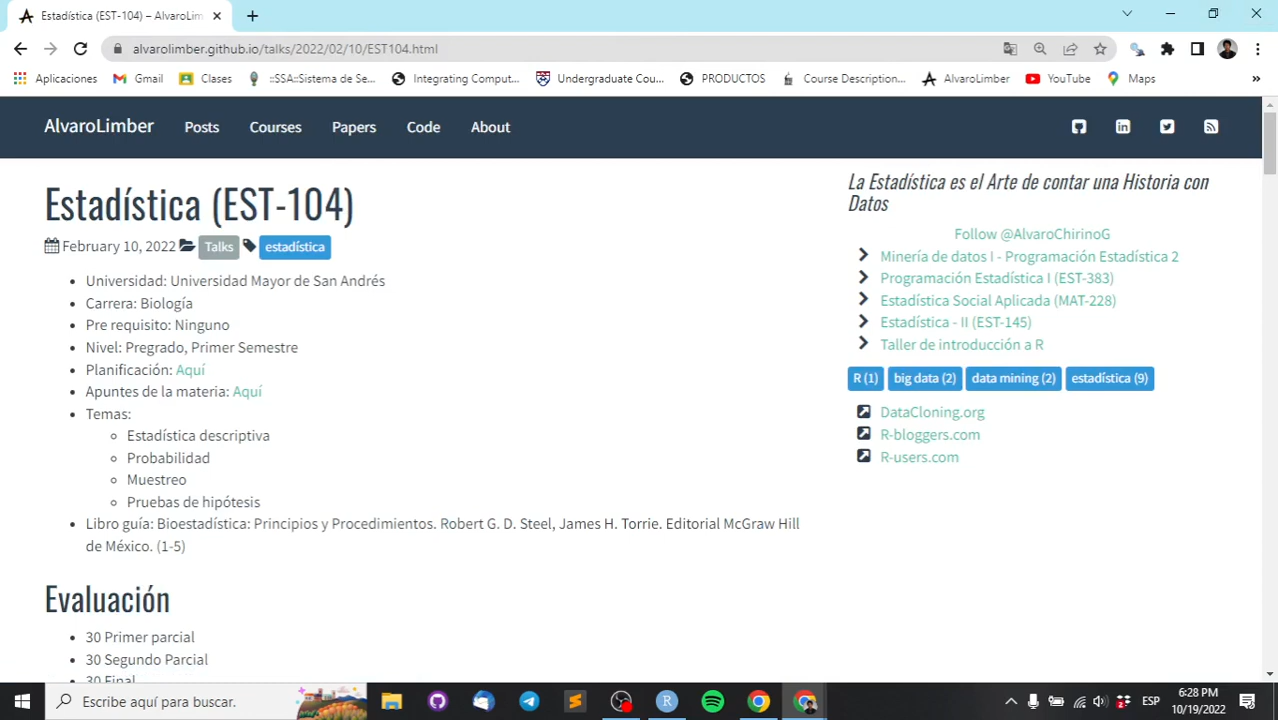 Estadística (EST-104) – AlvaroLim
alvarolimber.github.io/talks/2022/02/10/EST104.html
Aplicaciones Gmail Clases ::SSA::Sistema de Se... Integrating Comput... Undergraduate Cou... PRODUCTOS Course Description... AlvaroLimber YouTube Maps »
AlvaroLimber Posts Courses Papers Code About
Estadística (EST-104)
February 10, 2022 Talks estadística
Universidad: Universidad Mayor de San Andrés
Carrera: Biología
Pre requisito: Ninguno
Nivel: Pregrado, Primer Semestre
Planificación: Aquí
Apuntes de la materia: Aquí
Temas:
Estadística descriptiva
Probabilidad
Muestreo
Pruebas de hipótesis
Libro guía: Bioestadística: Principios y Procedimientos. Robert G. D. Steel, James H. Torrie. Editorial McGraw Hill
de México. (1-5)
Evaluación
30 Primer parcial
30 Segundo Parcial
30 Final
La Estadística es el Arte de contar una Historia con
Datos
Follow @AlvaroChirinoG
Minería de datos I - Programación Estadística 2
Programación Estadística I (EST-383)
Estadística Social Aplicada (MAT-228)
Estadística - II (EST-145)
Taller de introducción a R
R (1) big data (2) data mining (2) estadística (9)
DataCloning.org
R-bloggers.com
R-users.com
Escribe aquí para buscar.
ESP
6:28 PM
10/19/2022